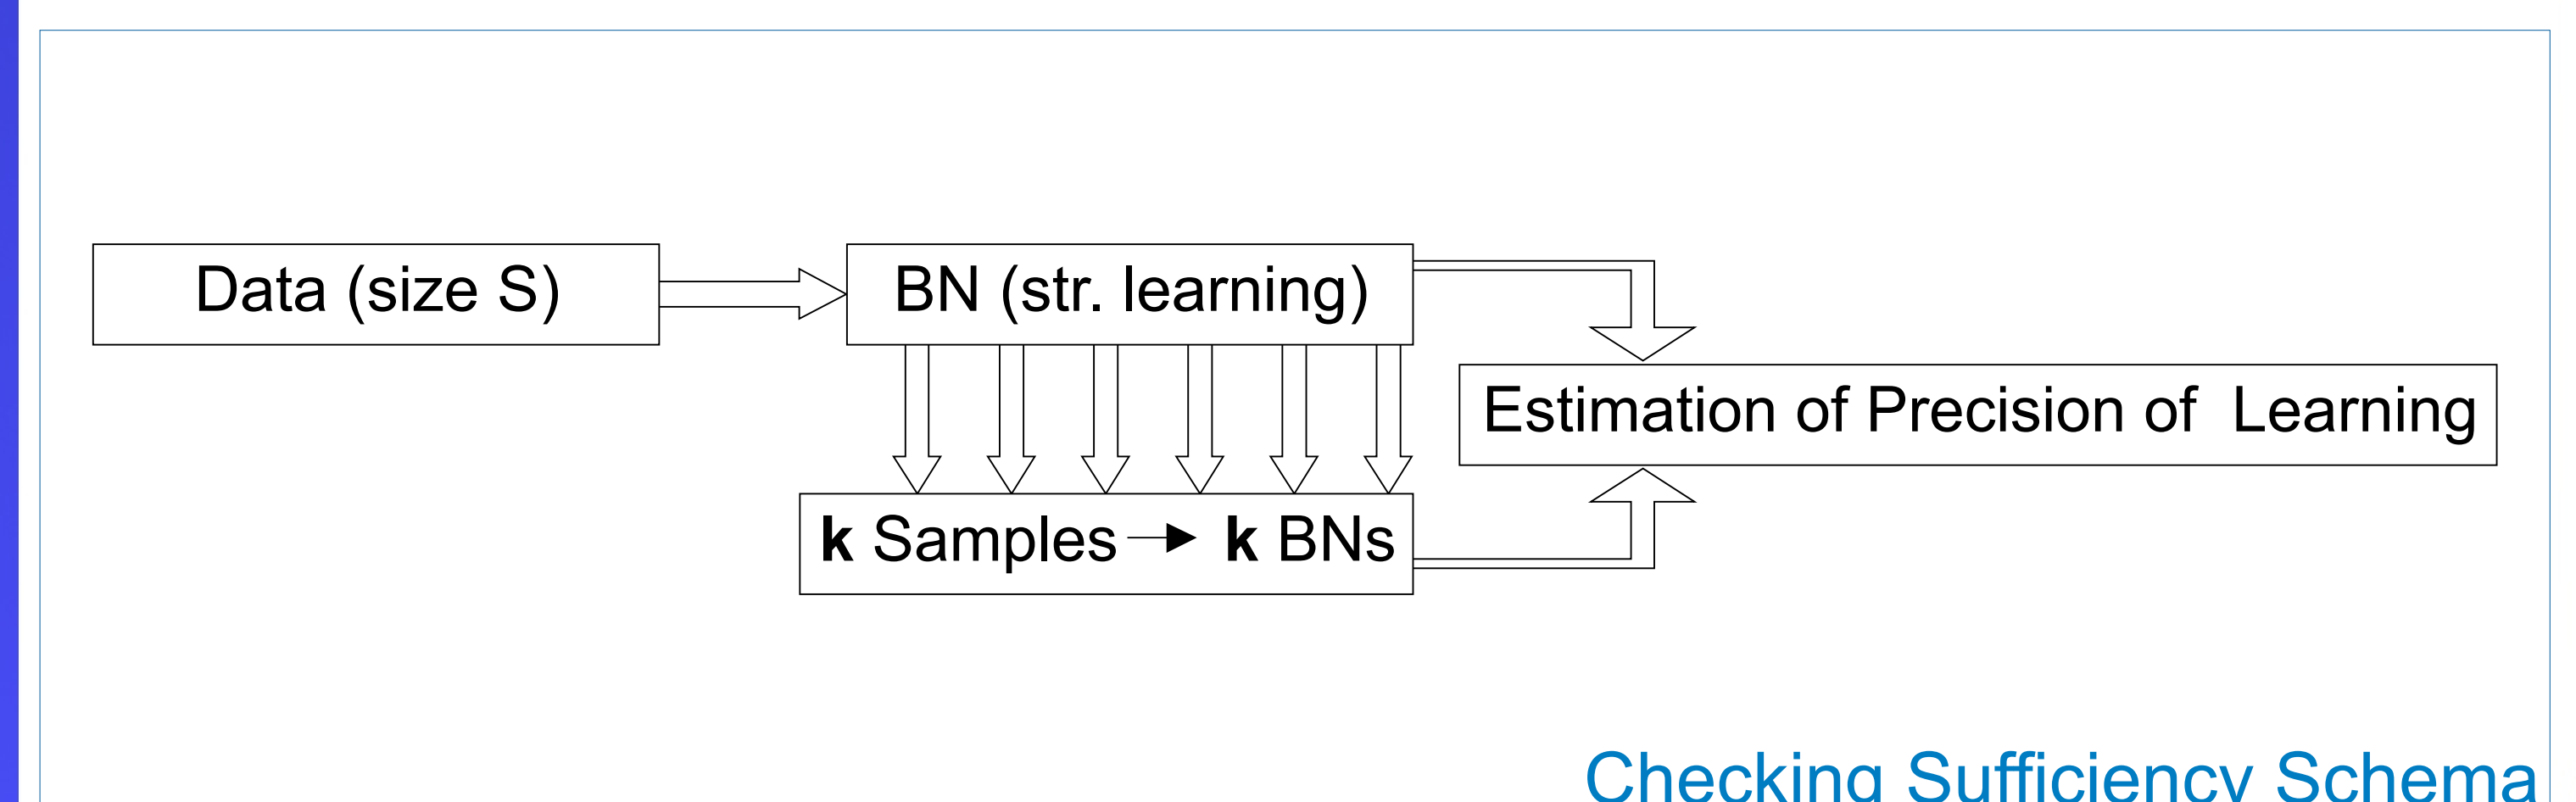 Data (size S)
BN (str. learning)
Estimation of Precision of Learning
k Samples → k BNs
Checking Sufficiency Schema